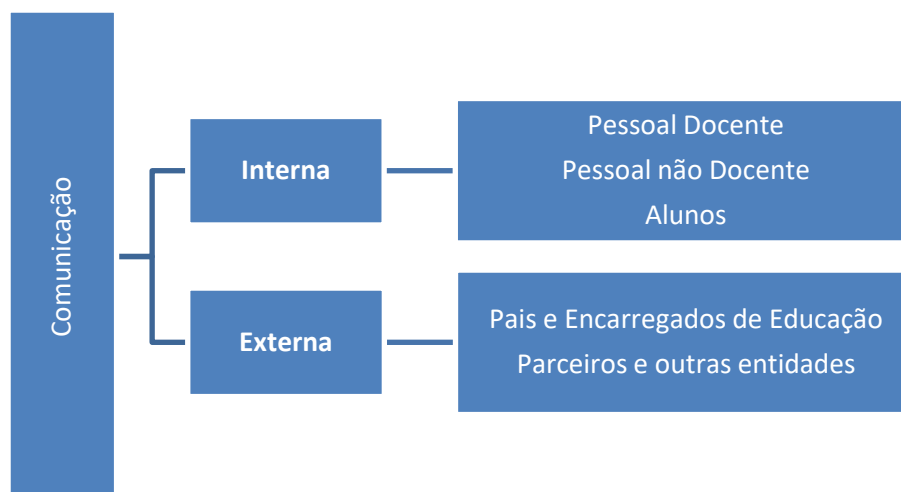 Comunicação
Interna
Pessoal Docente
Pessoal não Docente
Alunos
Externa
Pais e Encarregados de Educação
Parceiros e outras entidades